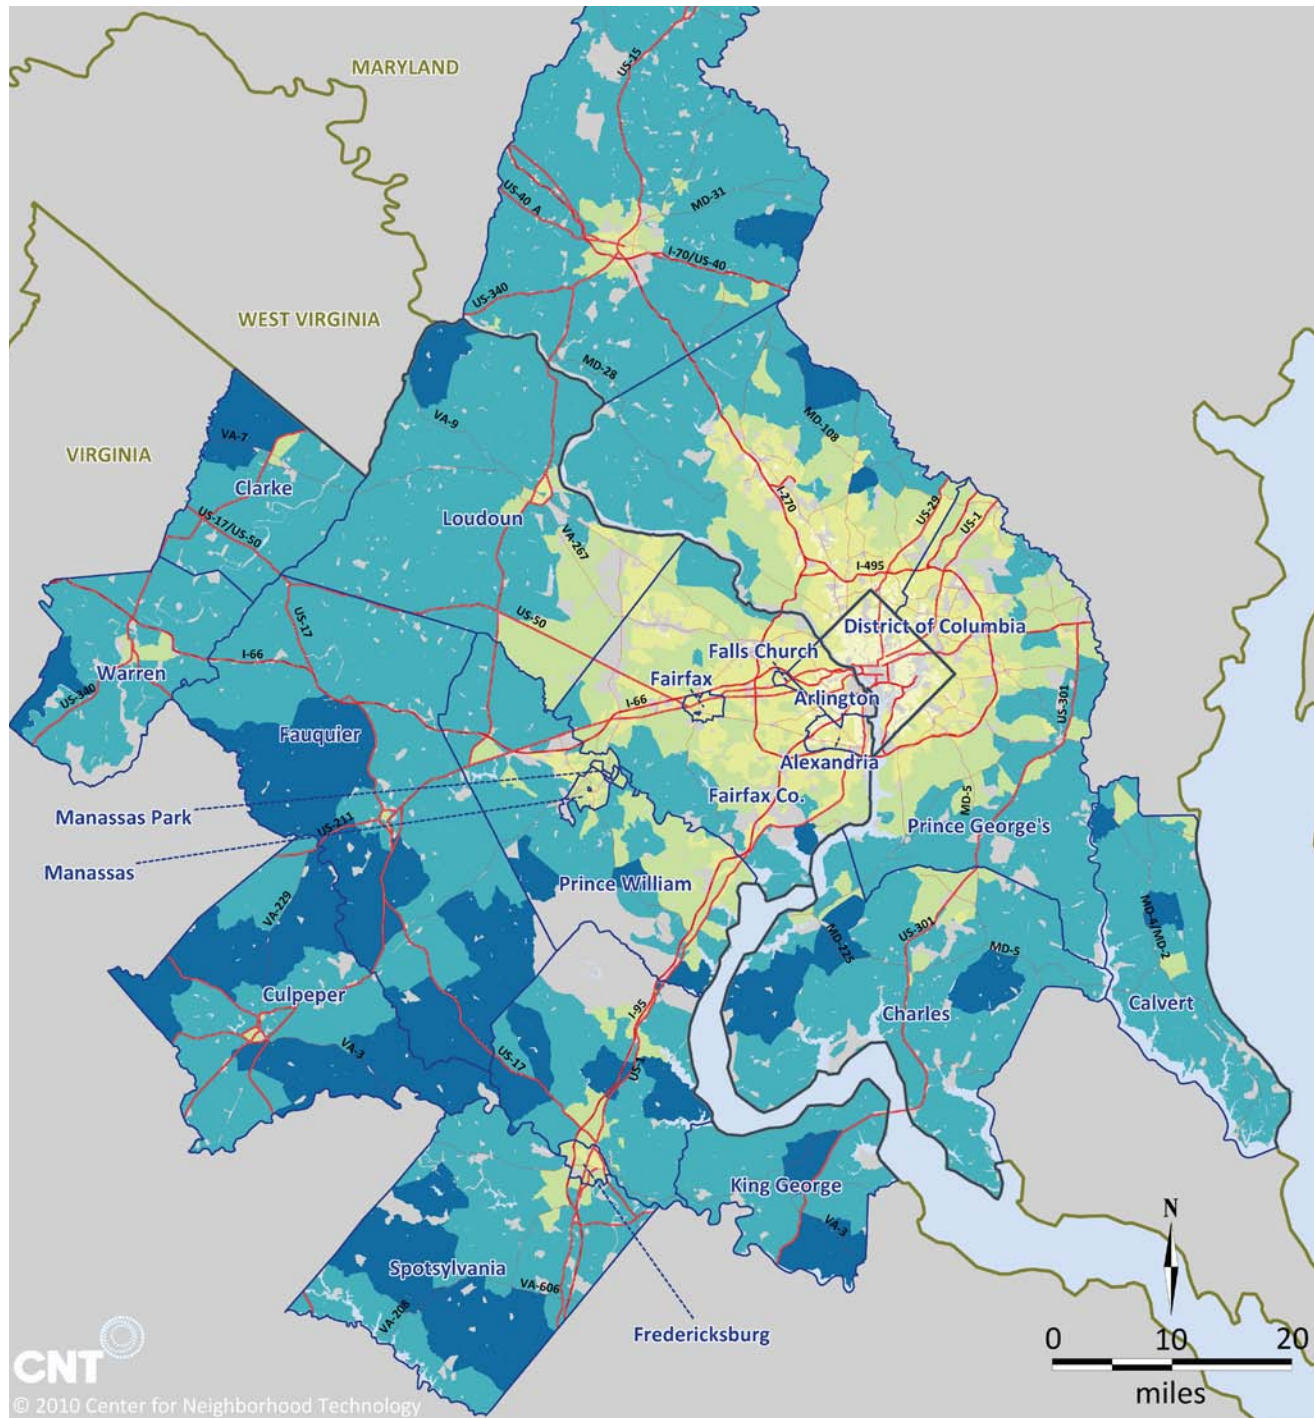 US-15
MARYLAND
US-40 A
MD-31
I-70/US-40
US-340
WEST VIRGINIA
MD-28
VA-9
MD-108
VA-7
VIRGINIA
Clarke
I-270
US-29
US-1
Loudoun
US-17/US-50
VA-267
I-495
US-50
US-17
District of Columbia
Falls Church
I-66
Fairfax
Warren
US-340
I-66
Arlington
US-301
Fauquier
Alexandria
Fairfax Co.
MD-5
Manassas Park
US-211
Prince George's
Manassas
Prince William
VA-229
MD-4/MD-2
US-301
MD-225
MD-5
Culpeper
I-95
Charles
Calvert
VA-3
US-17
US-1
King George
N
VA-3
Spotsylvania
VA-606
VA-208
Fredericksburg
0 10 20
miles
CNT
© 2010 Center for Neighborhood Technology